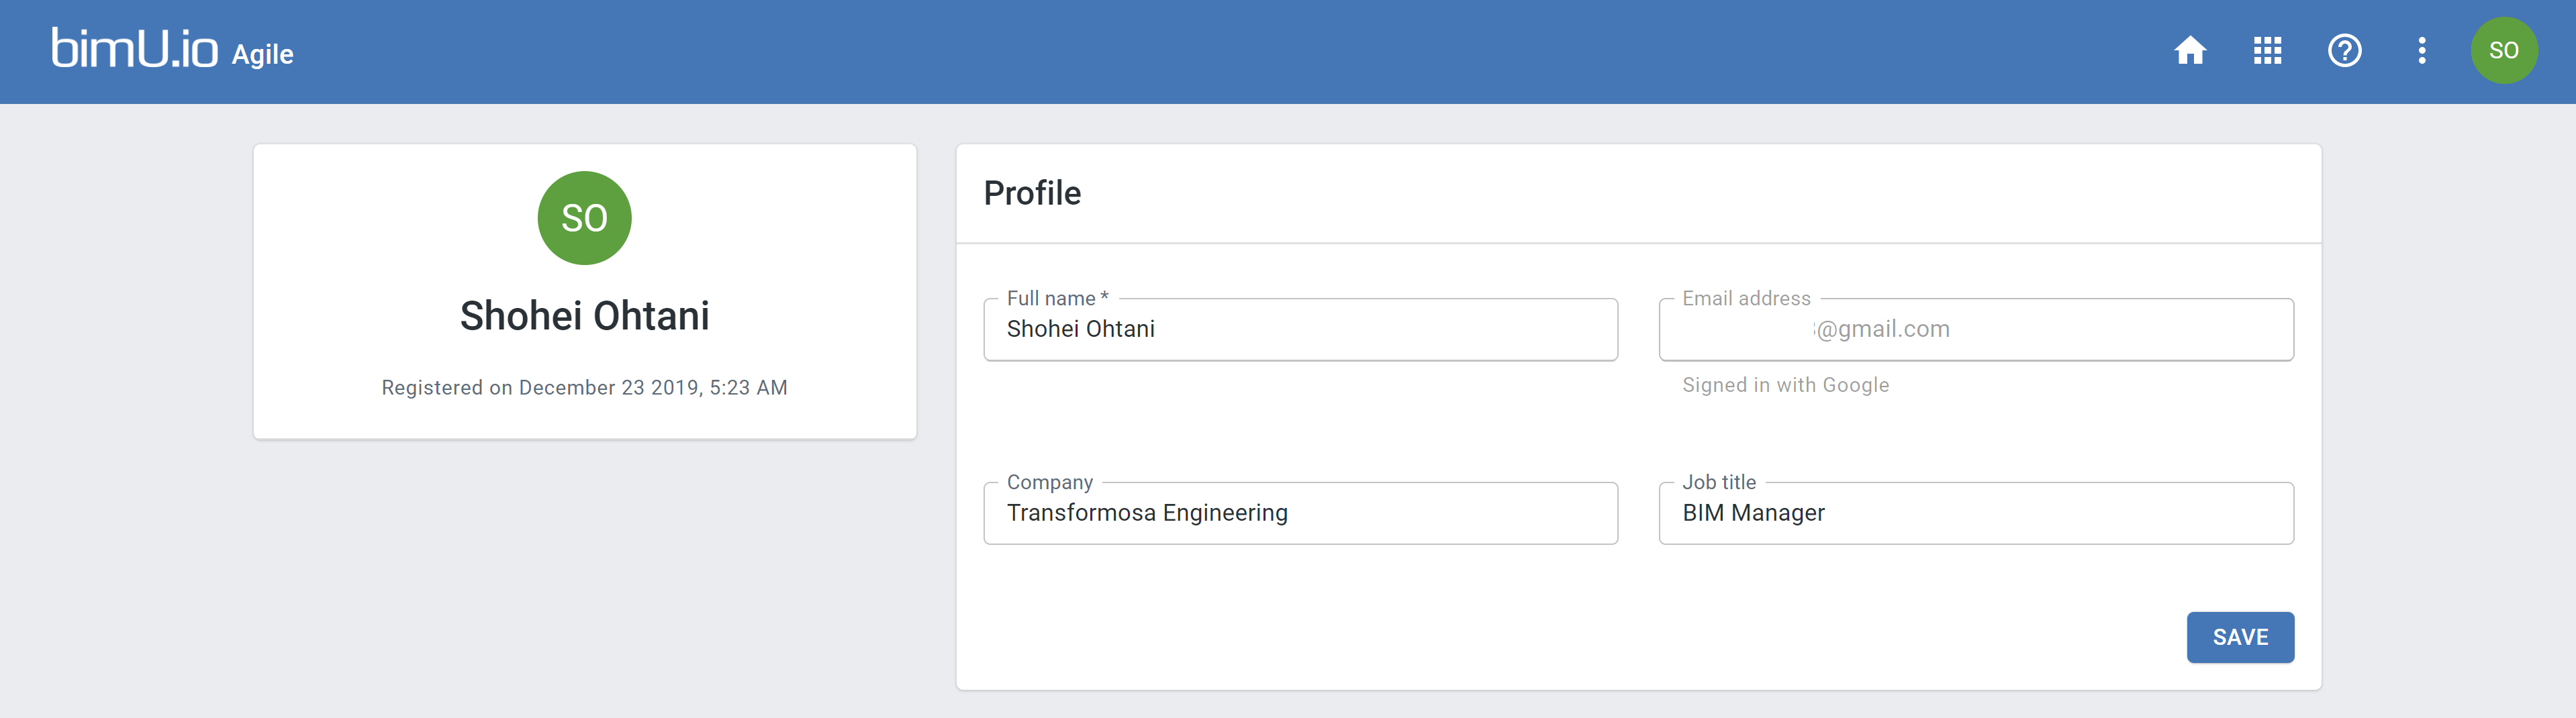 bimU.io Agile
SO
SO
Shohei Ohtani
Registered on December 23 2019, 5:23 AM
Profile
Full name *
Shohei Ohtani
Email address
@gmail.com
Signed in with Google
Company
Transformosa Engineering
Job title
BIM Manager
SAVE